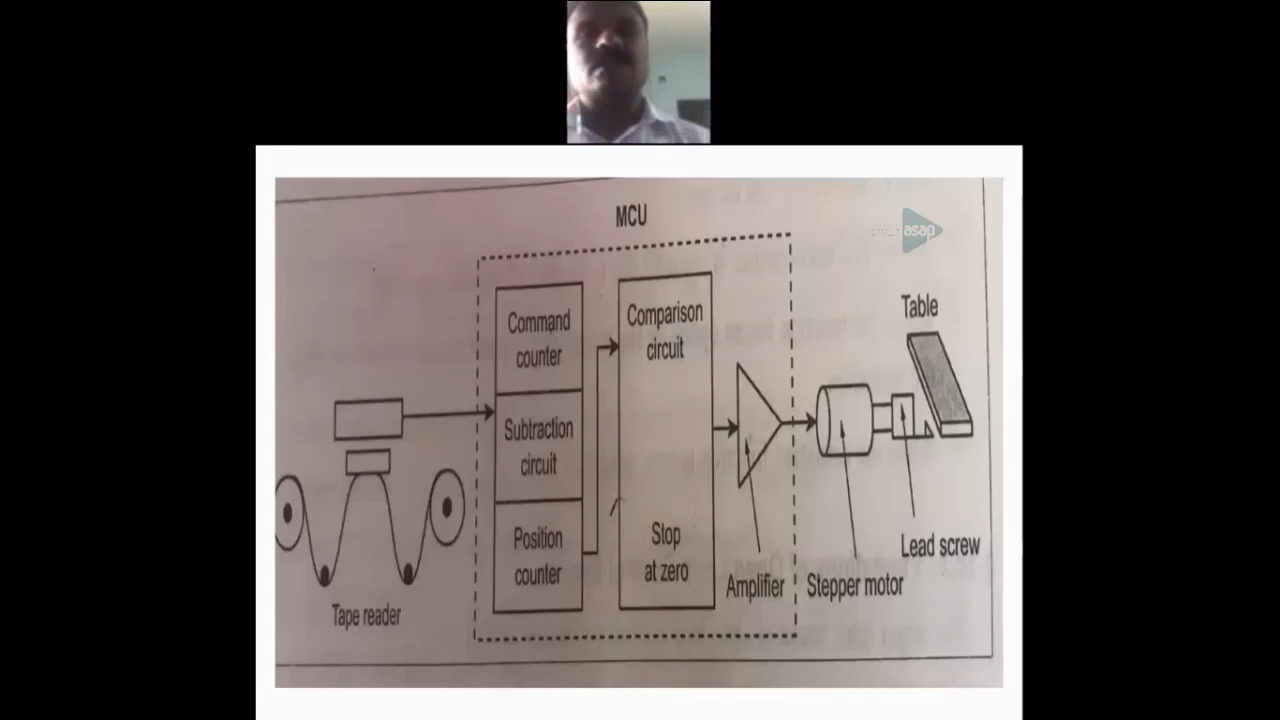 MCU
asap
Table
Command
counter
Subtraction
circuit
Position
counter
Comparison
circuit
Stop
at zero
Amplifier
Stepper motor
Lead screw
Tape reader